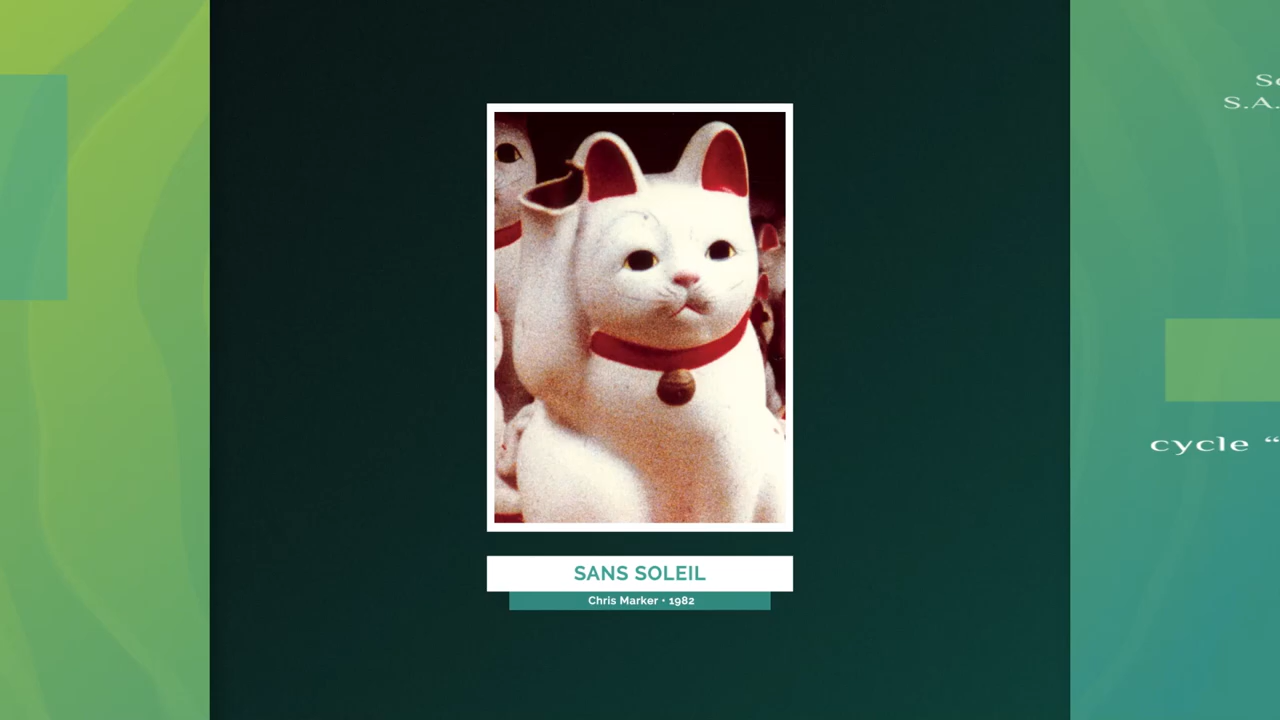 S.A.
cycle “
SANS SOLEIL
Chris Marker • 1982